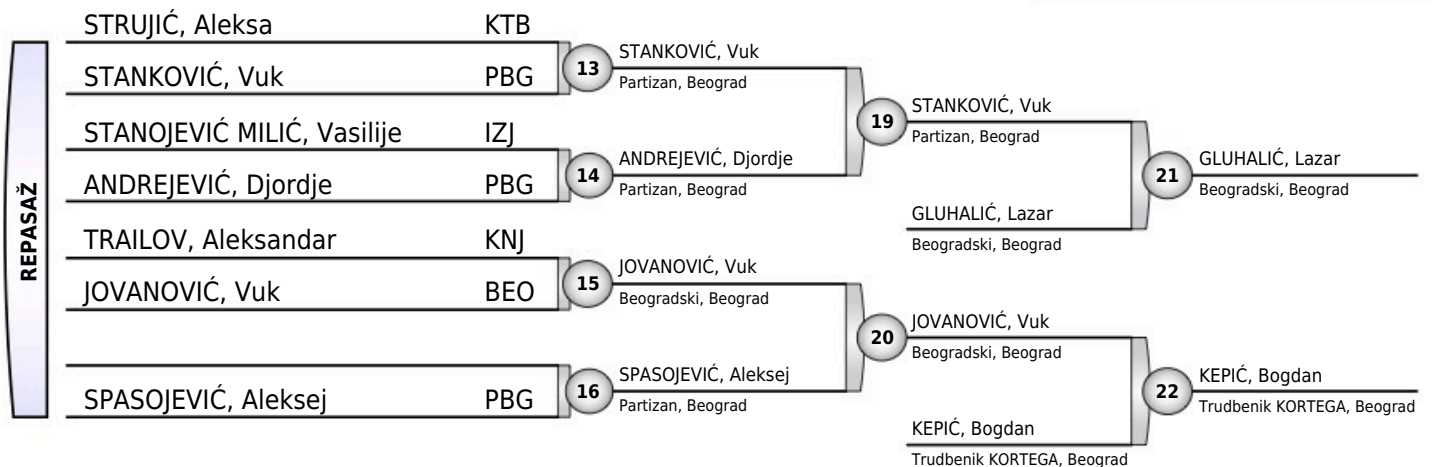 REPASAŽ
STRUJIĆ, Aleksa KTB
STANKOVIĆ, Vuk PBG
STANOJEVIĆ MILIĆ, Vasilije IZJ
ANDREJEVIĆ, Djordje PBG
TRAILOV, Aleksandar KNJ
JOVANOVIĆ, Vuk BEO
SPASOJEVIĆ, Aleksej PBG
13
STANKOVIĆ, Vuk
Partizan, Beograd
14
ANDREJEVIĆ, Djordje
Partizan, Beograd
15
JOVANOVIĆ, Vuk
Beogradski, Beograd
16
SPASOJEVIĆ, Aleksej
Partizan, Beograd
19
STANKOVIĆ, Vuk
Partizan, Beograd
GLUHALIĆ, Lazar
Beogradski, Beograd
20
JOVANOVIĆ, Vuk
Beogradski, Beograd
KEPIĆ, Bogdan
Trudbenik KORTEGA, Beograd
21
GLUHALIĆ, Lazar
Beogradski, Beograd
22
KEPIĆ, Bogdan
Trudbenik KORTEGA, Beograd